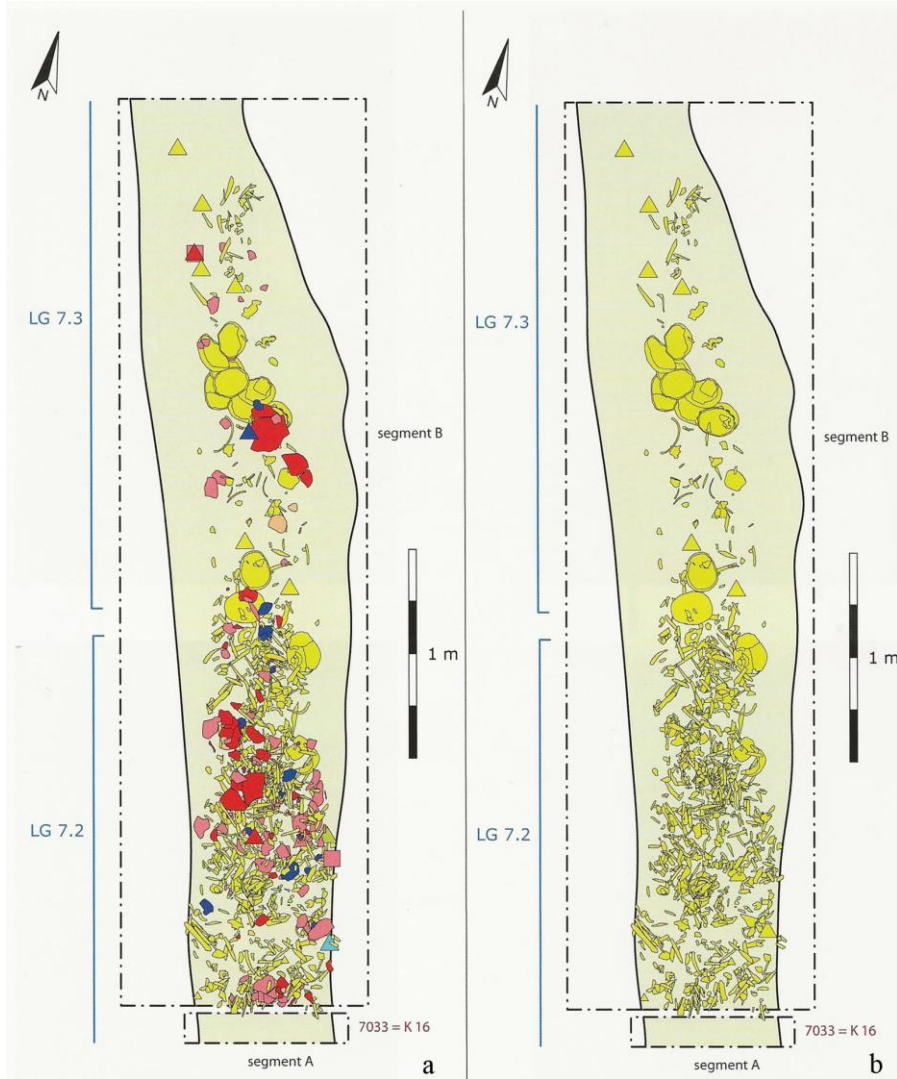 N
LG 7.3
segment B
1 m
LG 7.2
7033 = K 16
segment A
a
N
LG 7.3
segment B
1 m
LG 7.2
7033 = K 16
segment A
b